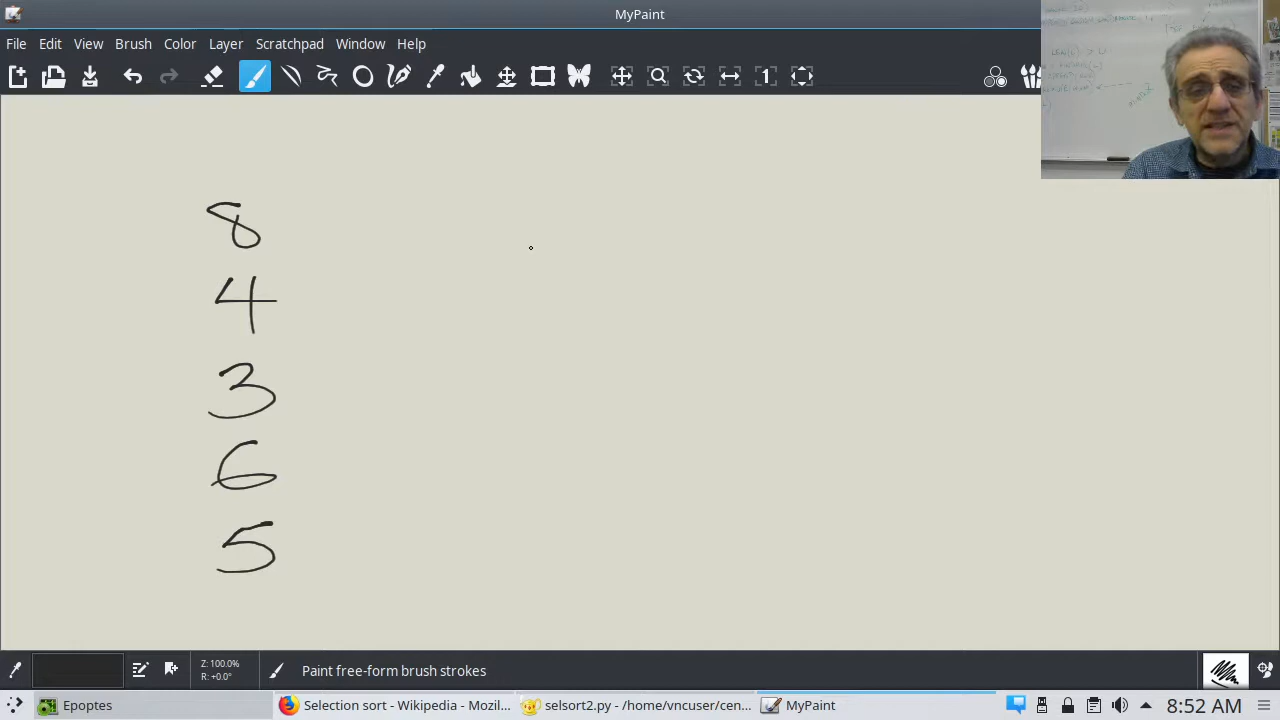 MyPaint
File Edit View Brush Color Layer Scratchpad Window Help
8
4
3
6
5
Z: 100.0%
R: +0.0°
Paint free-form brush strokes
Epoptes
Selection sort - Wikipedia - Mozil...
selsort2.py - /home/vncuser/cen...
MyPaint
8:52 AM